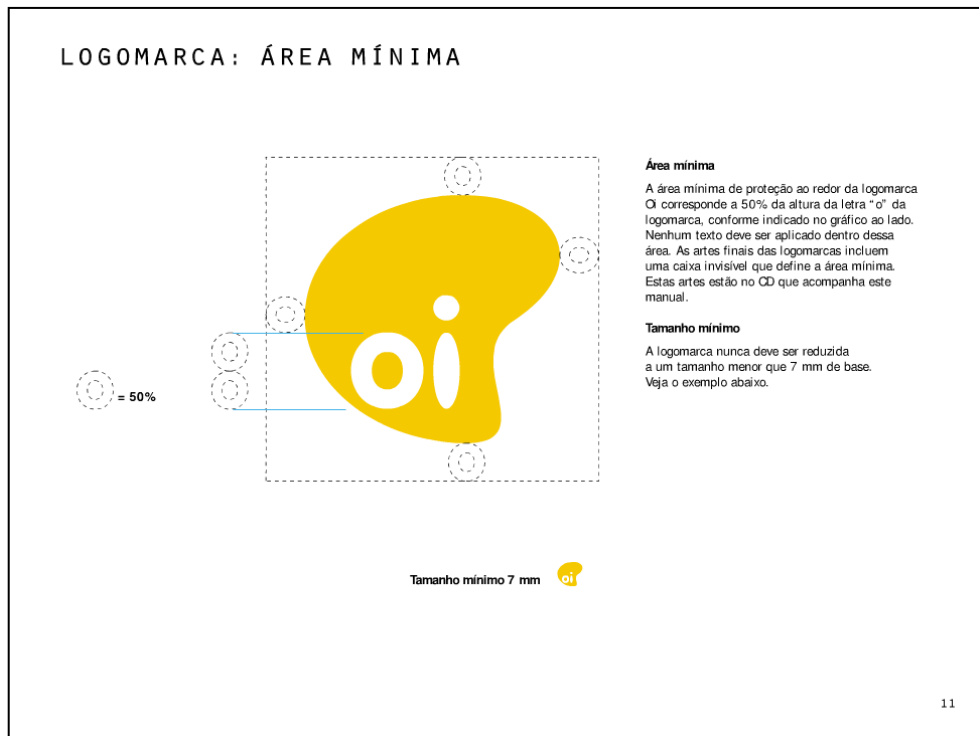 LOGOMARCA: ÁREA MÍNIMA
Área mínima
A área mínima de proteção ao redor da logomarca
Oi corresponde a 50% da altura da letra “o” da
logomarca, conforme indicado no gráfico ao lado.
Nenhum texto deve ser aplicado dentro dessa
área. As artes finais das logomarcas incluem
uma caixa invisível que define a área mínima.
Estas artes estão no CD que acompanha este
manual.
Tamanho mínimo
A logomarca nunca deve ser reduzida
a um tamanho menor que 7 mm de base.
Veja o exemplo abaixo.
oi
= 50%
Tamanho mínimo 7 mm
oi
11